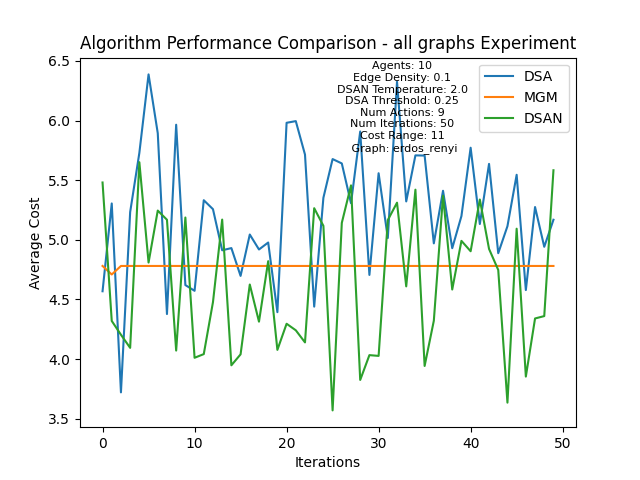 Algorithm Performance Comparison - all graphs Experiment
Agents: 10
Edge Density: 0.1
DSAN Temperature: 2.0
DSA Threshold: 0.25
Num Actions: 9
Num Iterations: 50
Cost Range: 11
Graph: erdos_renyi
DSA
MGM
DSAN
Average Cost
6.5
6.0
5.5
5.0
4.5
4.0
3.5
0 10 20 30 40 50
Iterations